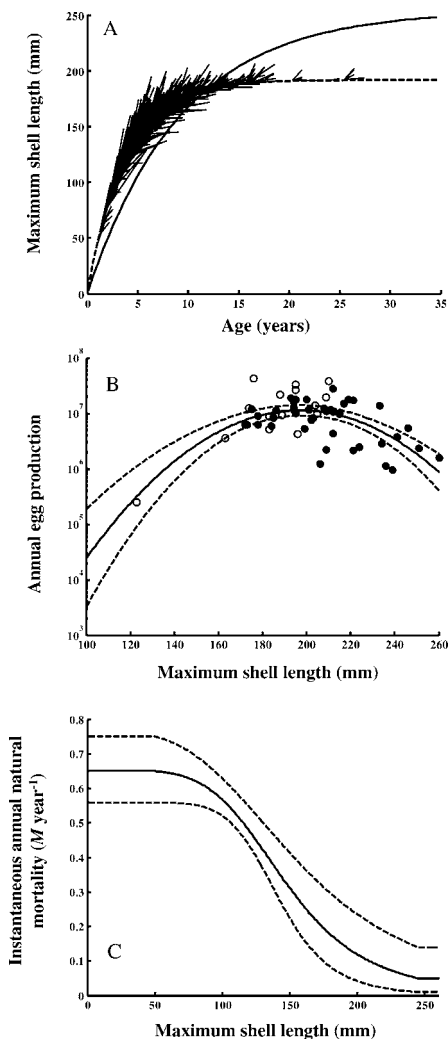 A
Maximum shell length (mm)
250
200
150
100
50
0
0 5 10 15 20 25 30 35
Age (years)
B
Annual egg production
10^8
10^7
10^6
10^5
10^4
10^3
100 120 140 160 180 200 220 240 260
Maximum shell length (mm)
C
Instantaneous annual natural
mortality (M year^-1)
0.8
0.7
0.6
0.5
0.4
0.3
0.2
0.1
0
0 50 100 150 200 250
Maximum shell length (mm)